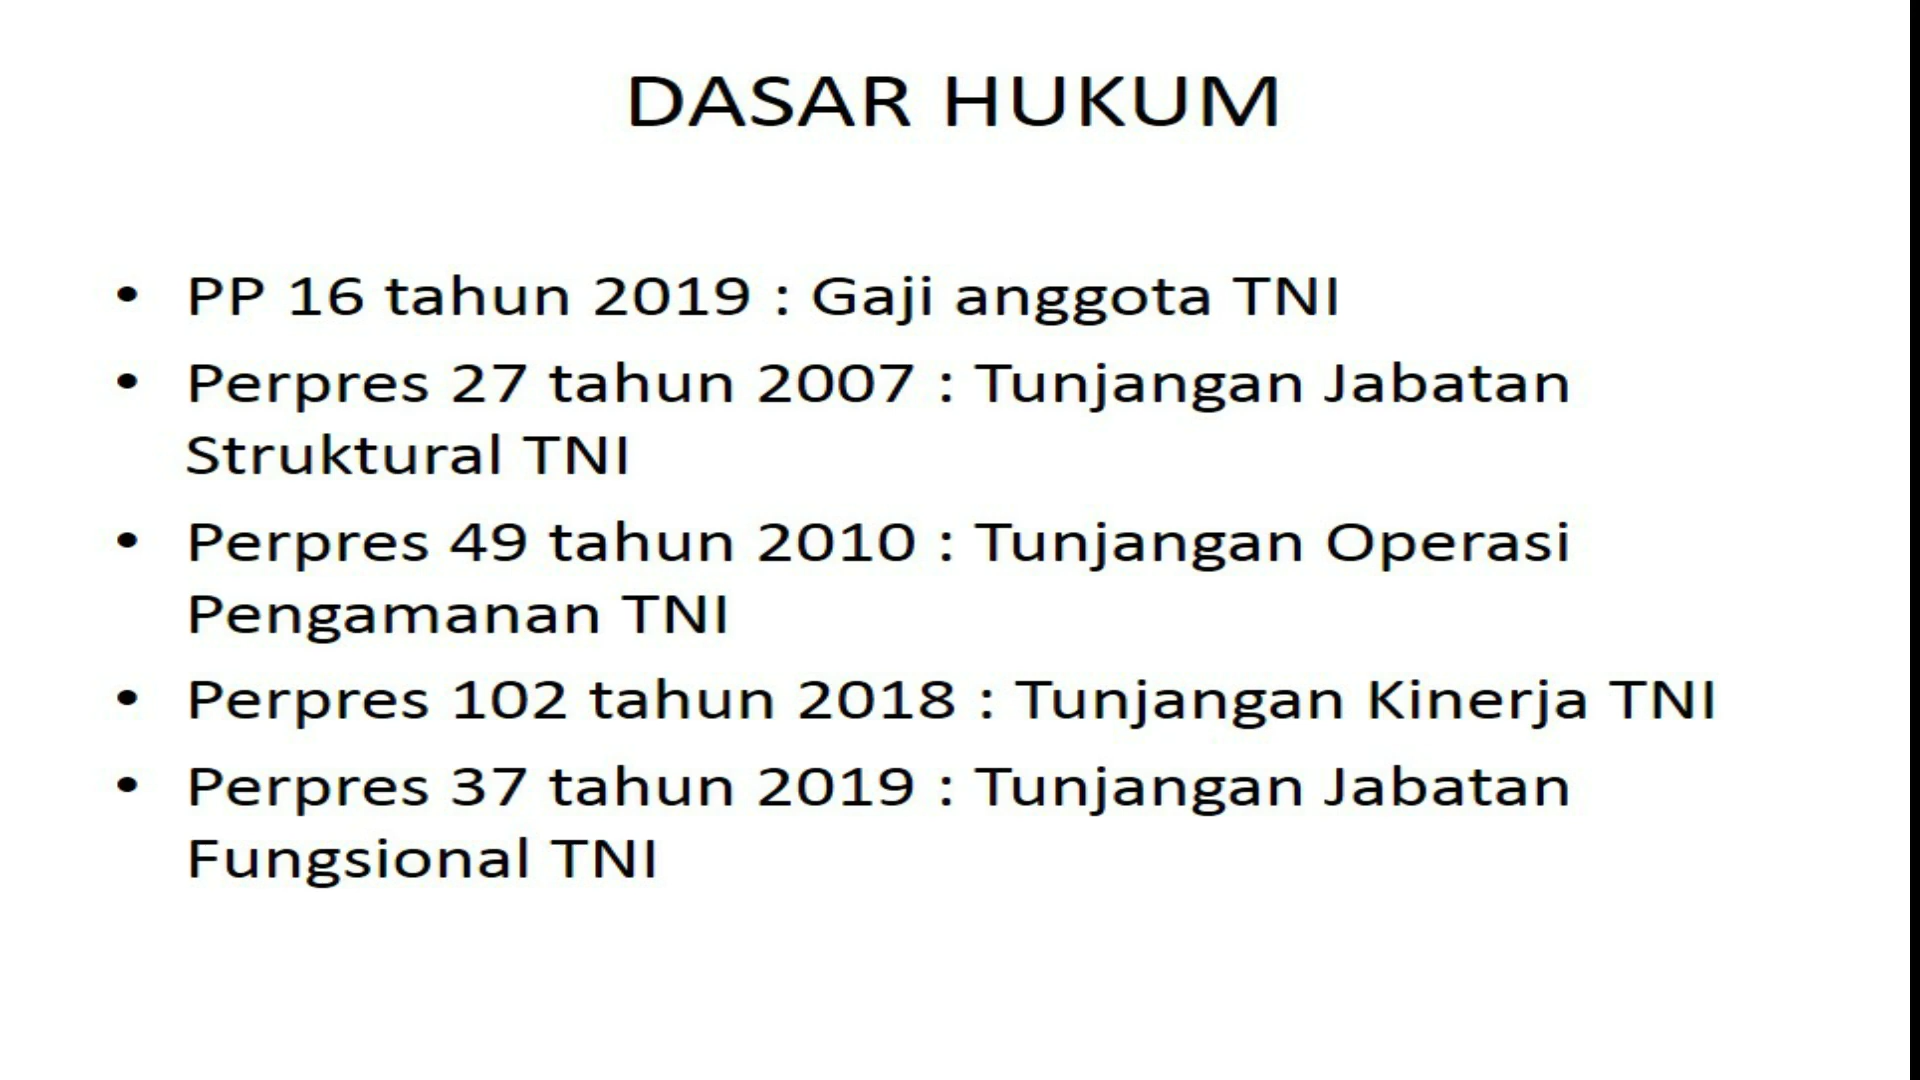 DASAR HUKUM
• PP 16 tahun 2019 : Gaji anggota TNI
• Perpres 27 tahun 2007 : Tunjangan Jabatan
Struktural TNI
• Perpres 49 tahun 2010 : Tunjangan Operasi
Pengamanan TNI
• Perpres 102 tahun 2018 : Tunjangan Kinerja TNI
• Perpres 37 tahun 2019 : Tunjangan Jabatan
Fungsional TNI